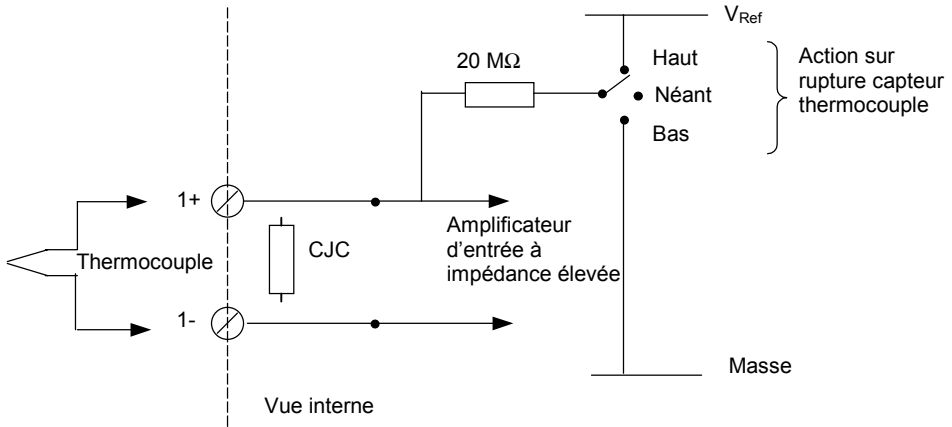 V_Ref
20 MΩ
Haut
Néant
Bas
Action sur
rupture capteur
thermocouple
1+
Thermocouple
CJC
Amplificateur
d'entrée à
impédance élevée
1-
Masse
Vue interne